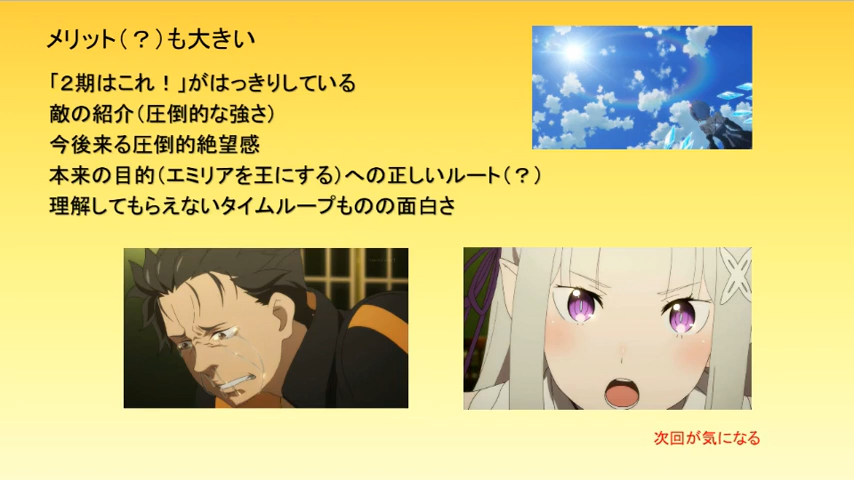 メリット（？）も大きい
「２期はこれ！」がはっきりしている
敵の紹介（圧倒的な強さ）
今後来る圧倒的絶望感
本来の目的（エミリアを王にする）への正しいルート（？）
理解してもらえないタイムループものの面白さ
次回が気になる